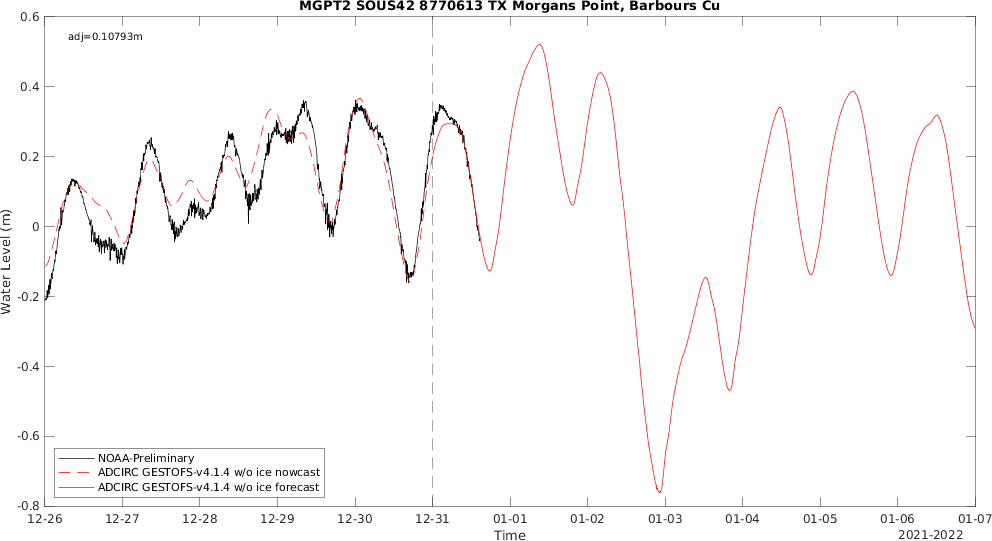 MGPT2 SOUS42 8770613 TX Morgans Point, Barbours Cu
adj=0.10793m
0.6
0.4
0.2
0
-0.2
-0.4
-0.6
-0.8
Water Level (m)
NOAA-Preliminary
ADCIRC GESTOFS-v4.1.4 w/o ice nowcast
ADCIRC GESTOFS-v4.1.4 w/o ice forecast
12-26 12-27 12-28 12-29 12-30 12-31 01-01 01-02 01-03 01-04 01-05 01-06 01-07
Time
2021-2022